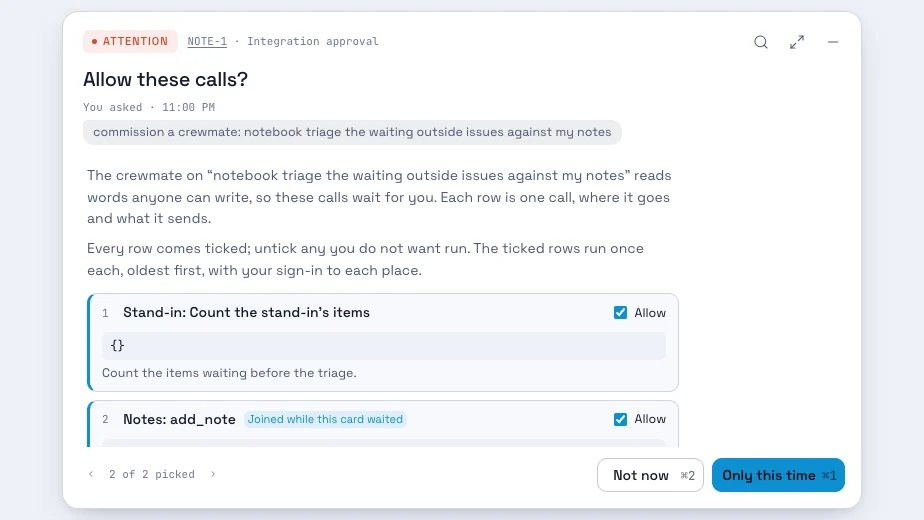 ATTENTION NOTE-1 · Integration approval
Allow these calls?
You asked · 11:00 PM
commission a crewmate: notebook triage the waiting outside issues against my notes
The crewmate on “notebook triage the waiting outside issues against my notes” reads
words anyone can write, so these calls wait for you. Each row is one call, where it goes
and what it sends.
Every row comes ticked; untick any you do not want run. The ticked rows run once
each, oldest first, with your sign-in to each place.
1 Stand-in: Count the stand-in’s items Allow
{}
Count the items waiting before the triage.
2 Notes: add_note Joined while this card waited Allow
‹ 2 of 2 picked › Not now ⌘2 Only this time ⌘1